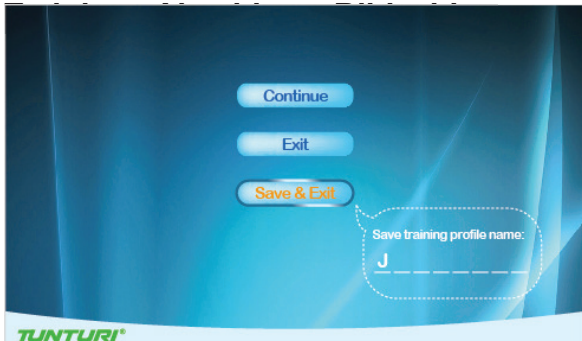 Continue
Exit
Save & Exit
Save training profile name:
J _ _ _ _ _ _ _
TUNTURI®